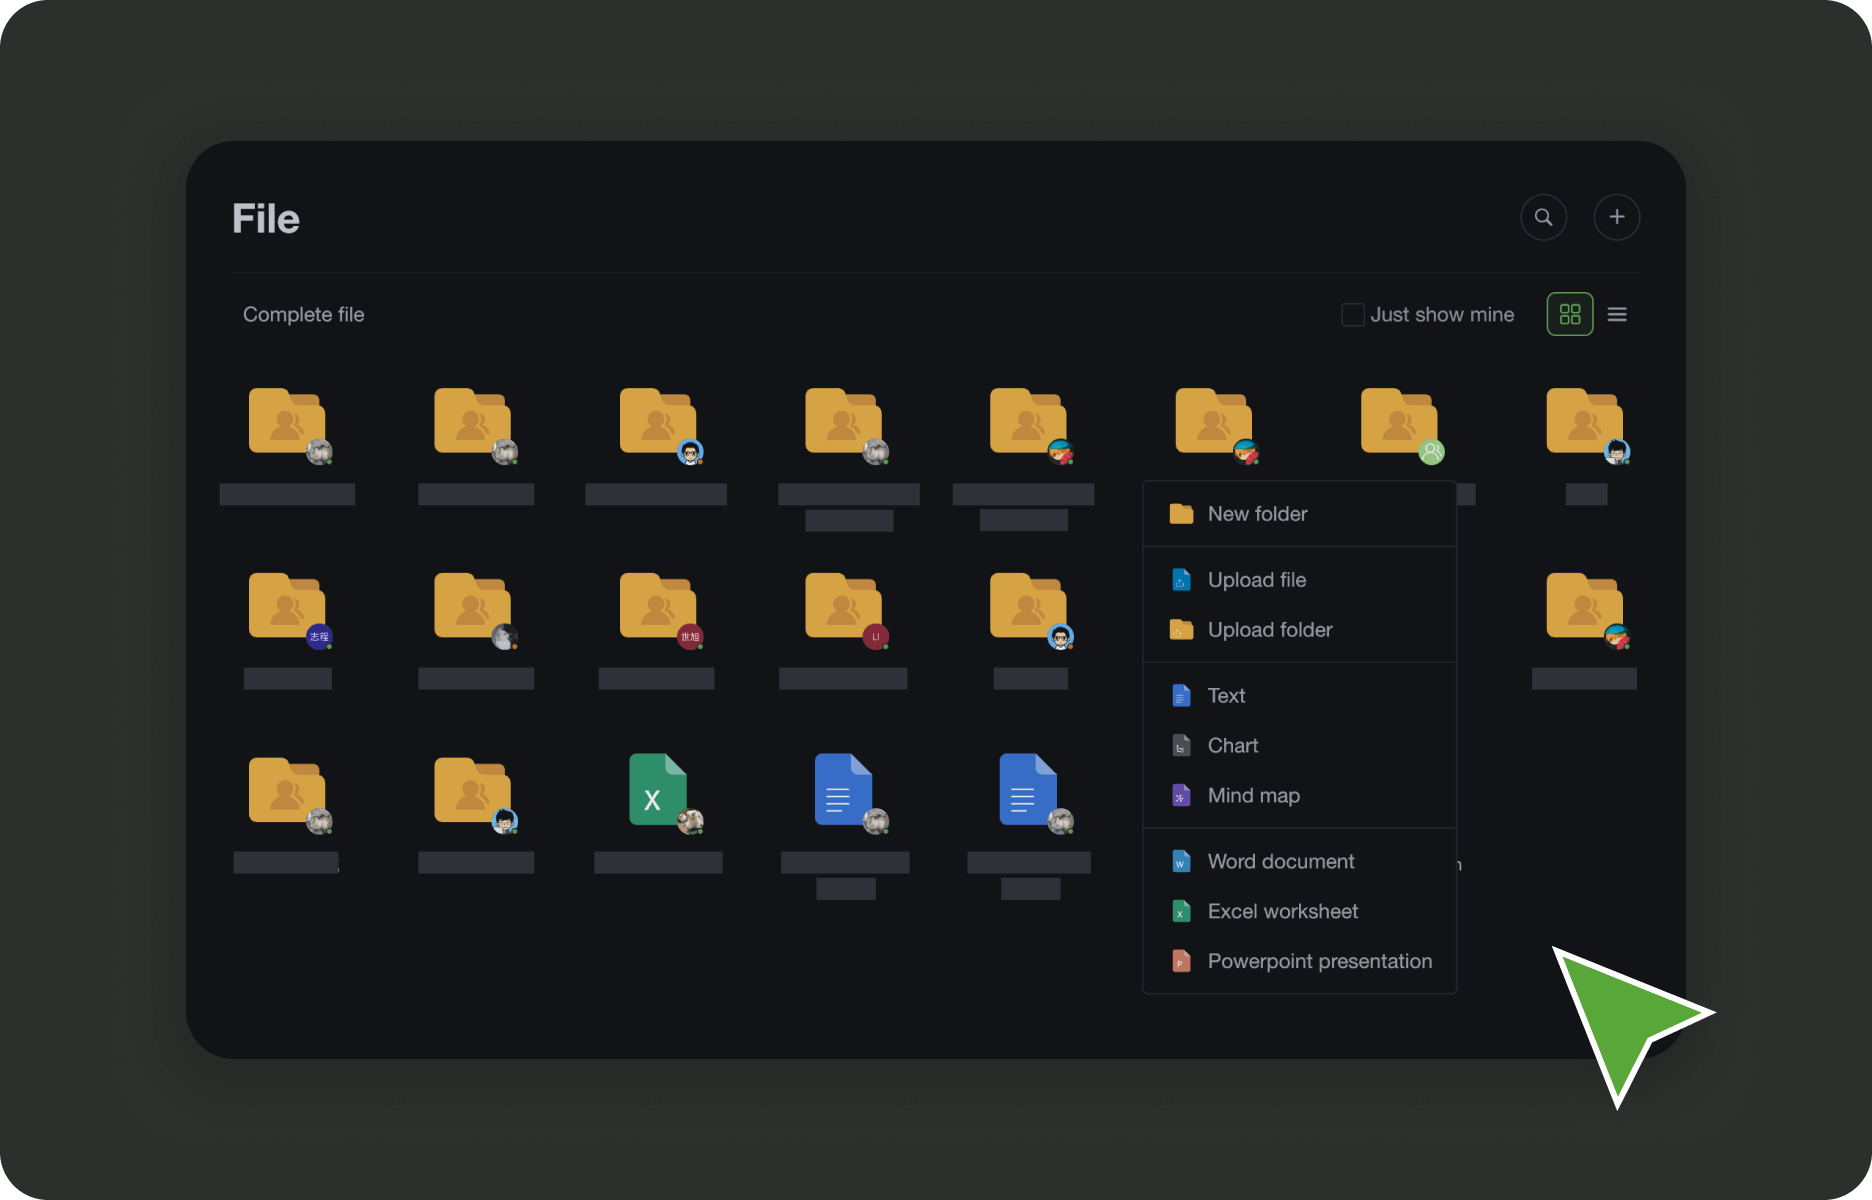 File
Complete file
Just show mine
New folder
Upload file
Upload folder
志程
世旭
LI
Text
Chart
Mind map
X
Word document
W
Excel worksheet
X
Powerpoint presentation
P